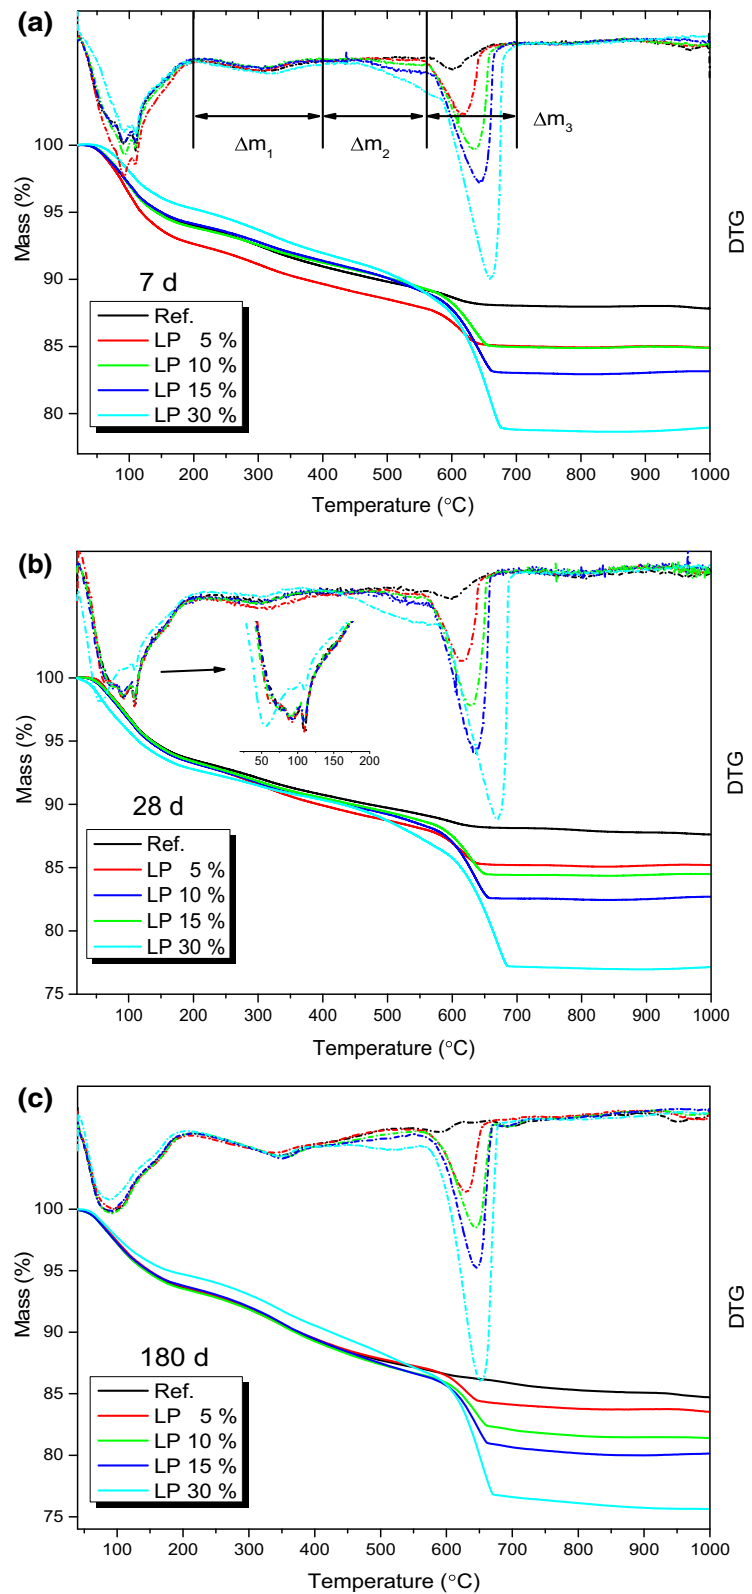 (a)
Δm1
Δm2
Δm3
100
95
90
85
80
Mass (%)
DTG
7 d
Ref.
LP 5 %
LP 10 %
LP 15 %
LP 30 %
100 200 300 400 500 600 700 800 900 1000
Temperature (°C)
(b)
100
95
90
85
80
75
Mass (%)
DTG
50 100 150 200
28 d
Ref.
LP 5 %
LP 10 %
LP 15 %
LP 30 %
100 200 300 400 500 600 700 800 900 1000
Temperature (°C)
(c)
100
95
90
85
80
75
Mass (%)
DTG
180 d
Ref.
LP 5 %
LP 10 %
LP 15 %
LP 30 %
100 200 300 400 500 600 700 800 900 1000
Temperature (°C)